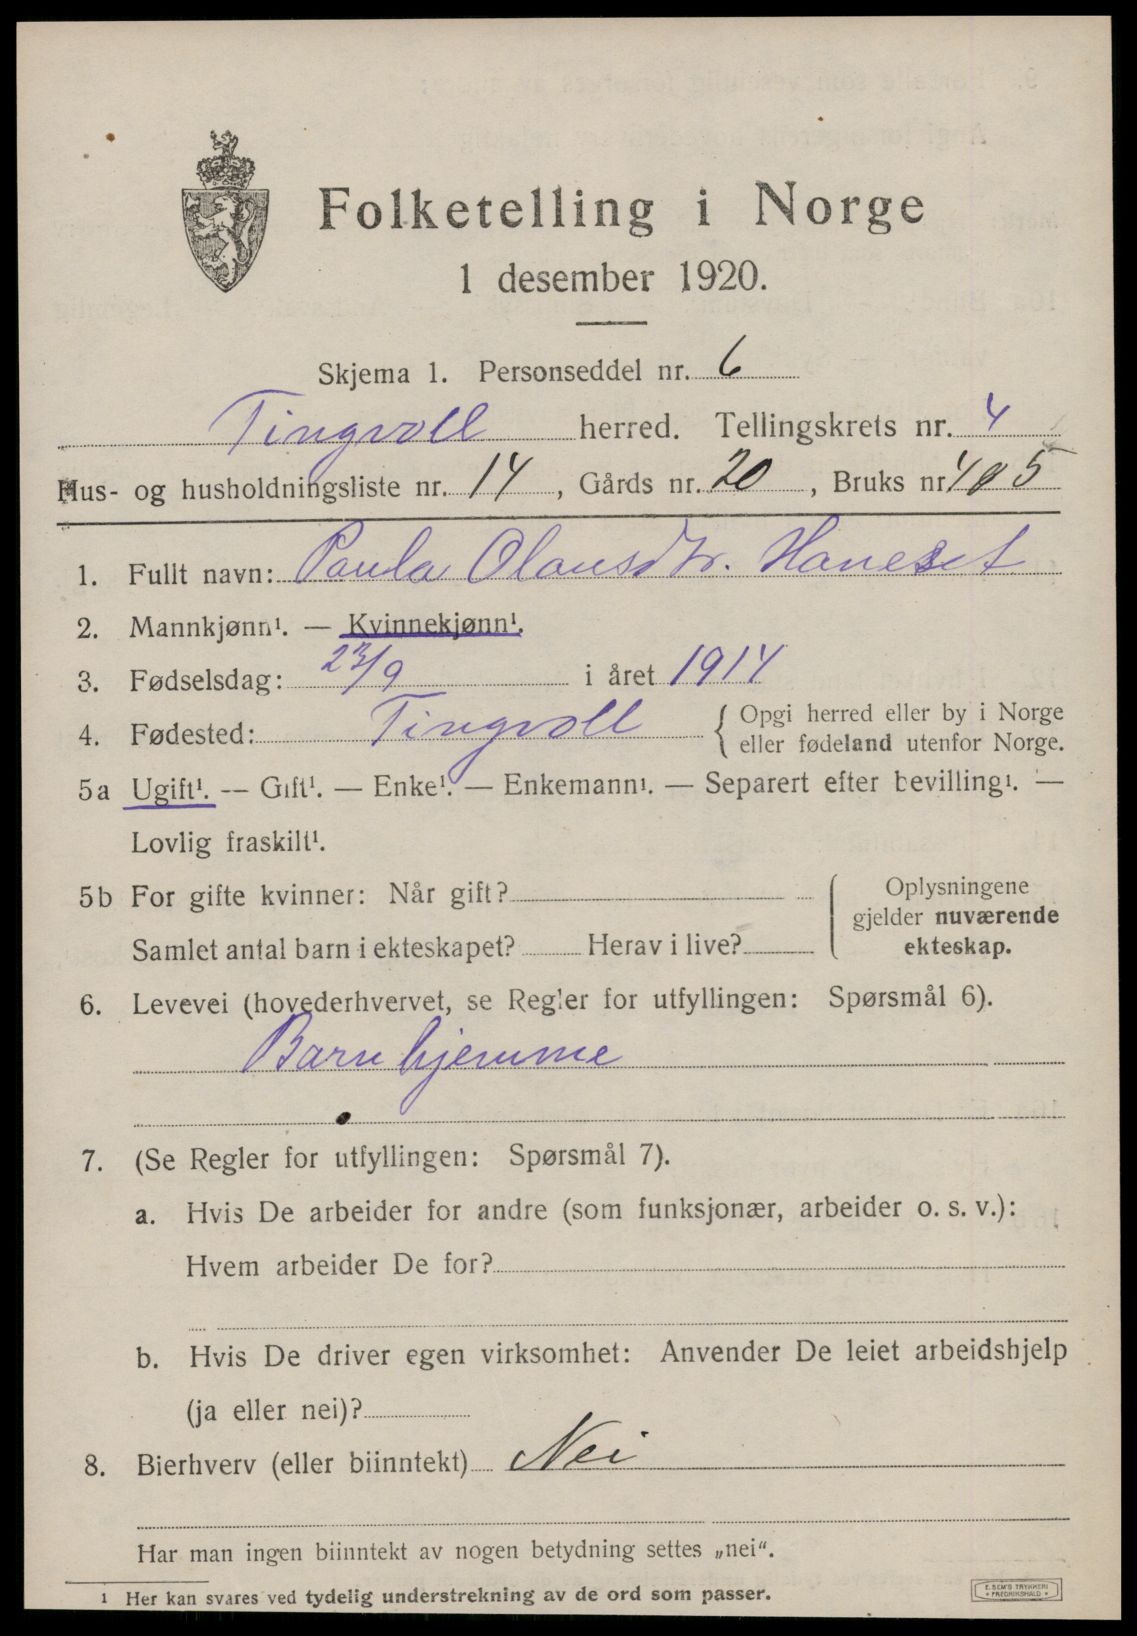 Folketelling i Norge
1 desember 1920.
Skjema 1. Personseddel nr. 6
Tingvoll herred. Tellingskrets nr. 4
Hus- og husholdningsliste nr. 14, Gårds nr. 20, Bruks nr. 4 og 5
1. Fullt navn: Paula Olausdtr. Haneset
2. Mannkjønn¹. — Kvinnekjønn¹.
3. Fødselsdag: 23/9 i året 1914
4. Fødested: Tingvoll { Opgi herred eller by i Norge
eller fødeland utenfor Norge.
5a Ugift¹. — Gift¹. — Enke¹. — Enkemann¹. — Separert efter bevilling¹. —
Lovlig fraskilt¹.
5b For gifte kvinner: Når gift?
Samlet antal barn i ekteskapet? Herav i live?
Oplysningene
gjelder nuværende
ekteskap.
6. Levevei (hovederhvervet, se Regler for utfyllingen: Spørsmål 6).
Barn hjemme
7. (Se Regler for utfyllingen: Spørsmål 7).
a. Hvis De arbeider for andre (som funksjonær, arbeider o. s. v.):
Hvem arbeider De for?
b. Hvis De driver egen virksomhet: Anvender De leiet arbeidshjelp
(ja eller nei)?
8. Bierhverv (eller biinntekt) Nei
Har man ingen biinntekt av nogen betydning settes „nei“.
¹ Her kan svares ved tydelig understrekning av de ord som passer.
E. SEM'S TRYKKERI
• FREDRIKSHALD •